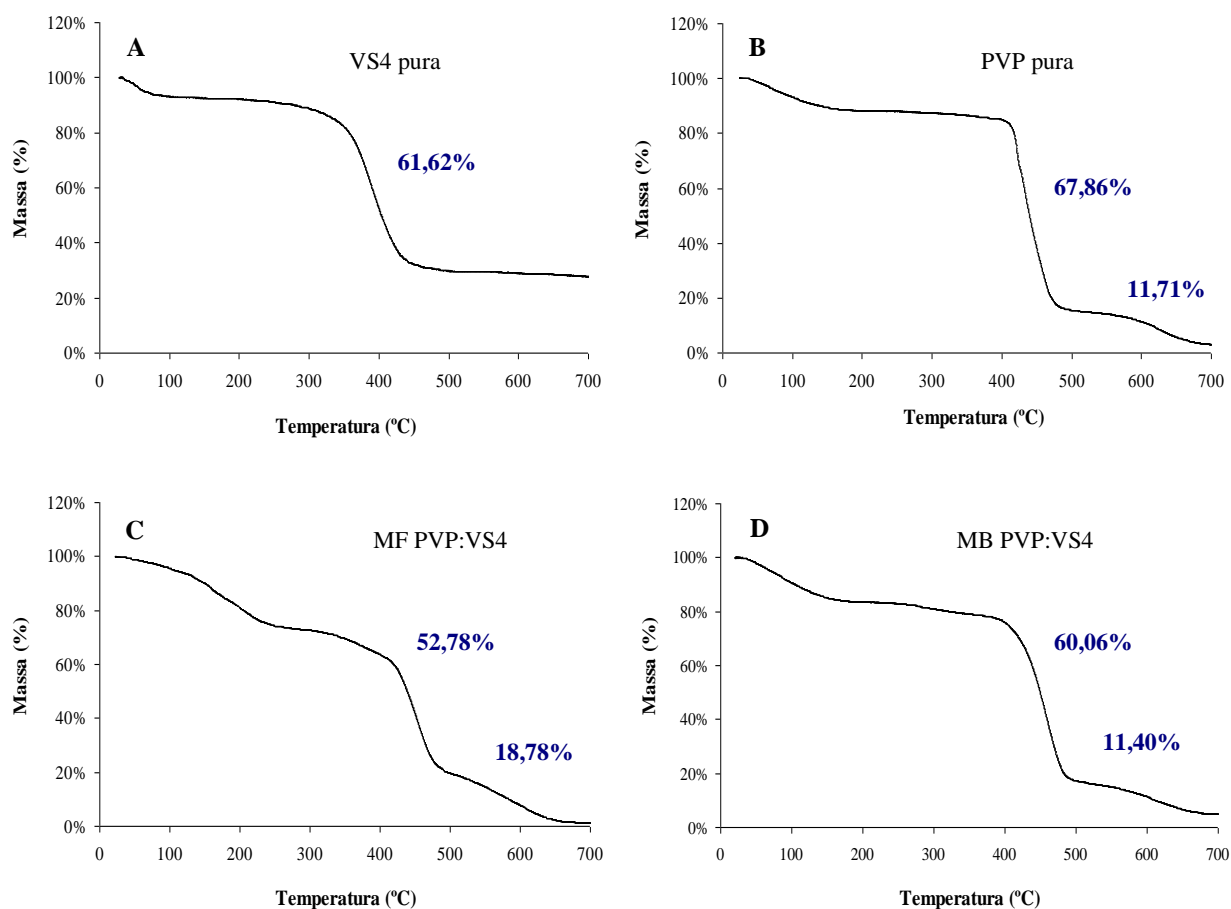 A
VS4 pura
120%
100%
80%
60%
40%
20%
0%
Massa (%)
61,62%
0 100 200 300 400 500 600 700
Temperatura (ºC)
B
PVP pura
120%
100%
80%
60%
40%
20%
0%
Massa (%)
67,86%
11,71%
0 100 200 300 400 500 600 700
Temperatura (ºC)
C
MF PVP:VS4
120%
100%
80%
60%
40%
20%
0%
Massa (%)
52,78%
18,78%
0 100 200 300 400 500 600 700
Temperatura (ºC)
D
MB PVP:VS4
120%
100%
80%
60%
40%
20%
0%
Massa (%)
60,06%
11,40%
0 100 200 300 400 500 600 700
Temperatura (ºC)